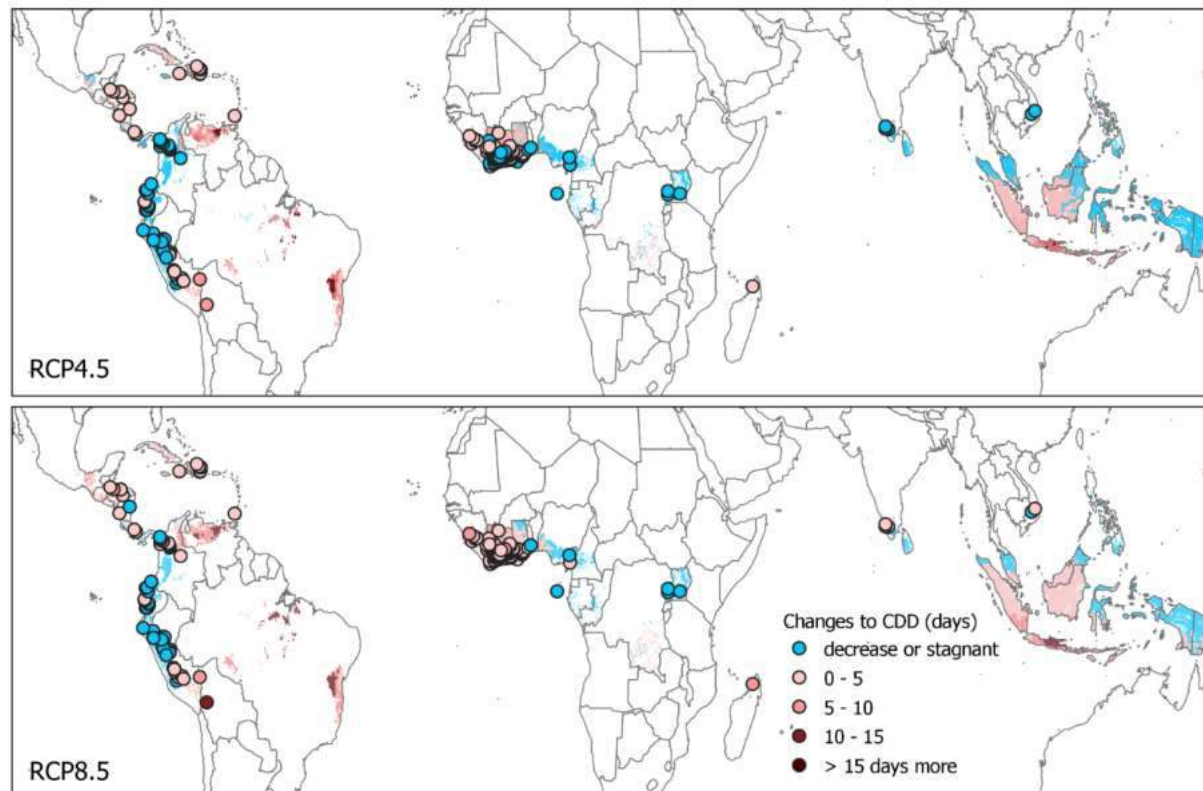 RCP4.5
RCP8.5
Changes to CDD (days)
decrease or stagnant
0 - 5
5 - 10
10 - 15
> 15 days more